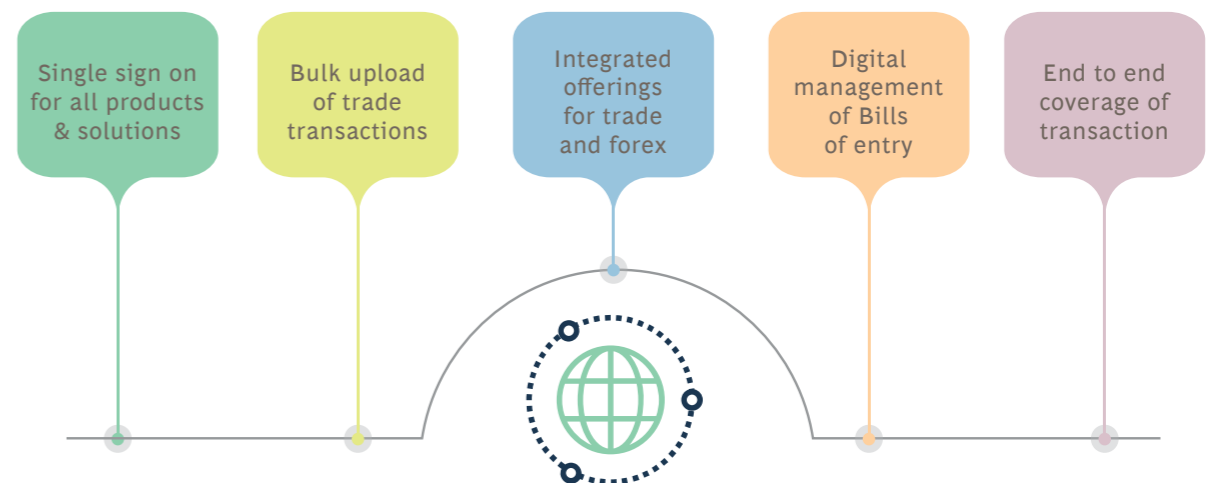 Single sign on
for all products
& solutions
Bulk upload
of trade
transactions
Integrated
offerings
for trade
and forex
Digital
management
of Bills
of entry
End to end
coverage of
transaction